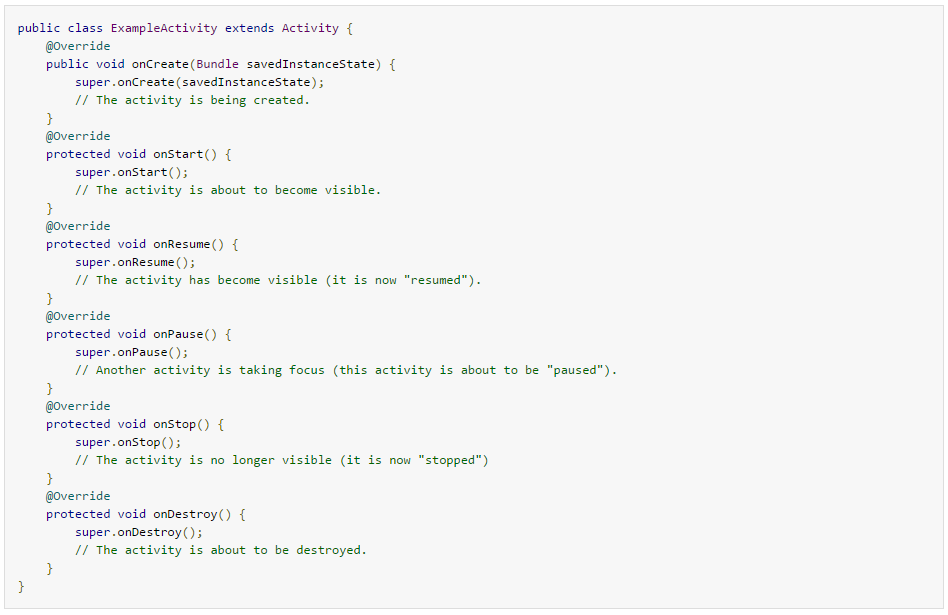 public class ExampleActivity extends Activity {
    @Override
    public void onCreate(Bundle savedInstanceState) {
        super.onCreate(savedInstanceState);
        // The activity is being created.
    }
    @Override
    protected void onStart() {
        super.onStart();
        // The activity is about to become visible.
    }
    @Override
    protected void onResume() {
        super.onResume();
        // The activity has become visible (it is now "resumed").
    }
    @Override
    protected void onPause() {
        super.onPause();
        // Another activity is taking focus (this activity is about to be "paused").
    }
    @Override
    protected void onStop() {
        super.onStop();
        // The activity is no longer visible (it is now "stopped")
    }
    @Override
    protected void onDestroy() {
        super.onDestroy();
        // The activity is about to be destroyed.
    }
}